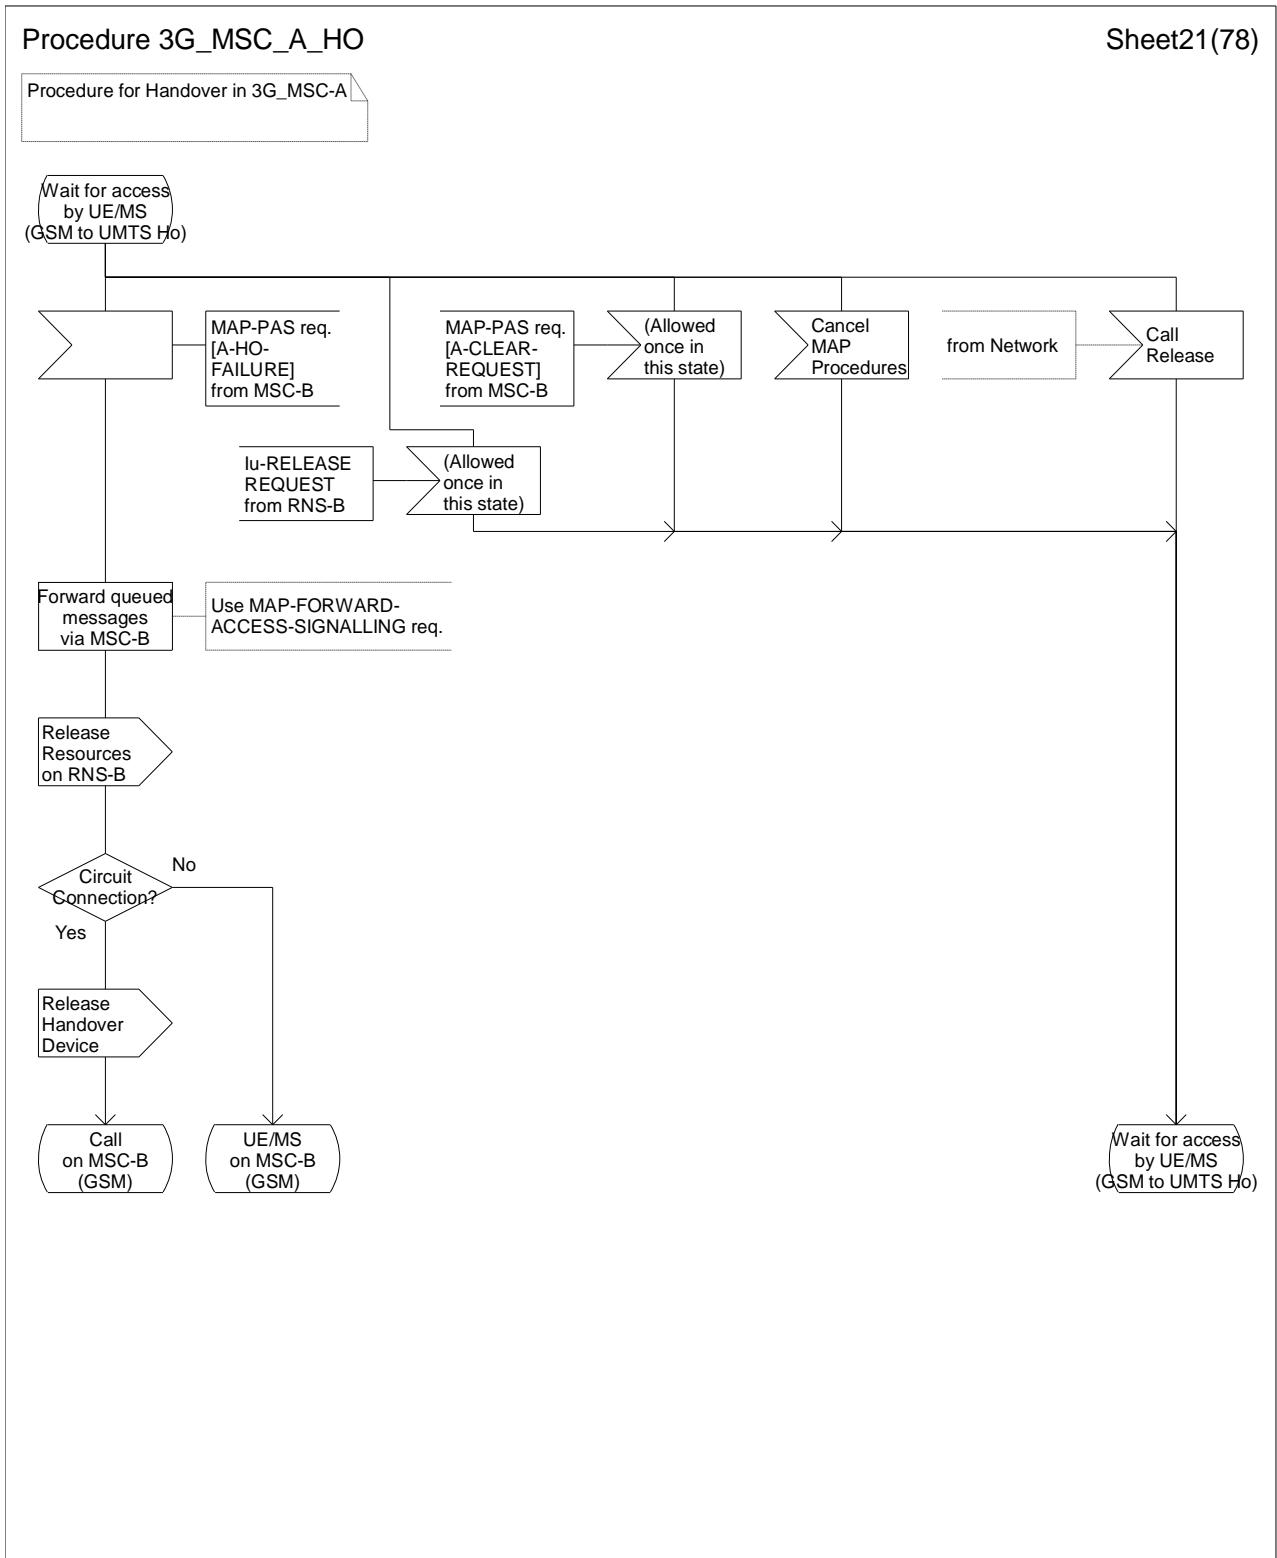 Procedure 3G_MSC_A_HO
Sheet21(78)
Procedure for Handover in 3G_MSC-A
Wait for access
by UE/MS
(GSM to UMTS Ho)
MAP-PAS req.
[A-HO-
FAILURE]
from MSC-B
MAP-PAS req.
[A-CLEAR-
REQUEST]
from MSC-B
(Allowed
once in
this state)
Cancel
MAP
Procedures
from Network
Call
Release
Iu-RELEASE
REQUEST
from RNS-B
(Allowed
once in
this state)
Forward queued
messages
via MSC-B
Use MAP-FORWARD-
ACCESS-SIGNALLING req.
Release
Resources
on RNS-B
Circuit
Connection?
No
Yes
Release
Handover
Device
Call
on MSC-B
(GSM)
UE/MS
on MSC-B
(GSM)
Wait for access
by UE/MS
(GSM to UMTS Ho)